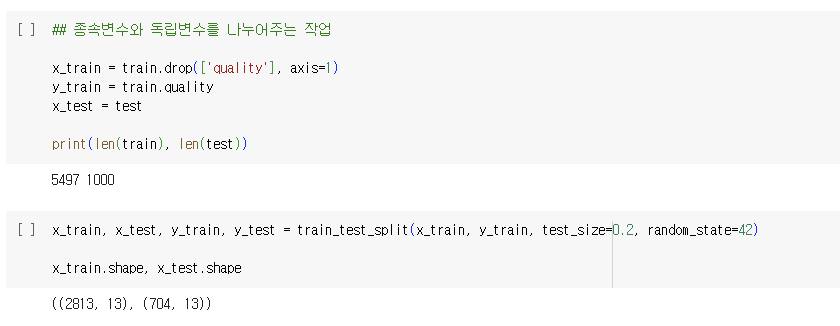 [ ] ## 종속변수와 독립변수를 나누어주는 작업
x_train = train.drop(['quality'], axis=1)
y_train = train.quality
x_test = test
print(len(train), len(test))
5497 1000
[ ] x_train, x_test, y_train, y_test = train_test_split(x_train, y_train, test_size=0.2, random_state=42)
x_train.shape, x_test.shape
((2813, 13), (704, 13))